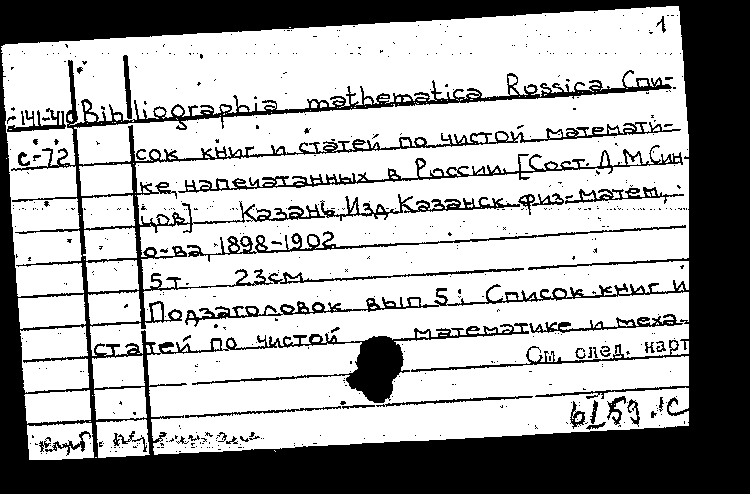 1
Bibliographia mathematica Rossica. Спи-
с-72
сок книг и статей по чистой математи-
ке, напечатанных в России. [Сост. Д.М.Син-
цов] Казань, Изд. Казанск. физ-матем.
о-ва, 1898-1902
5 т. 23см
Подзаголовок вып. 5: Список книг и
статей по чистой математике и меха-
См. след. карт